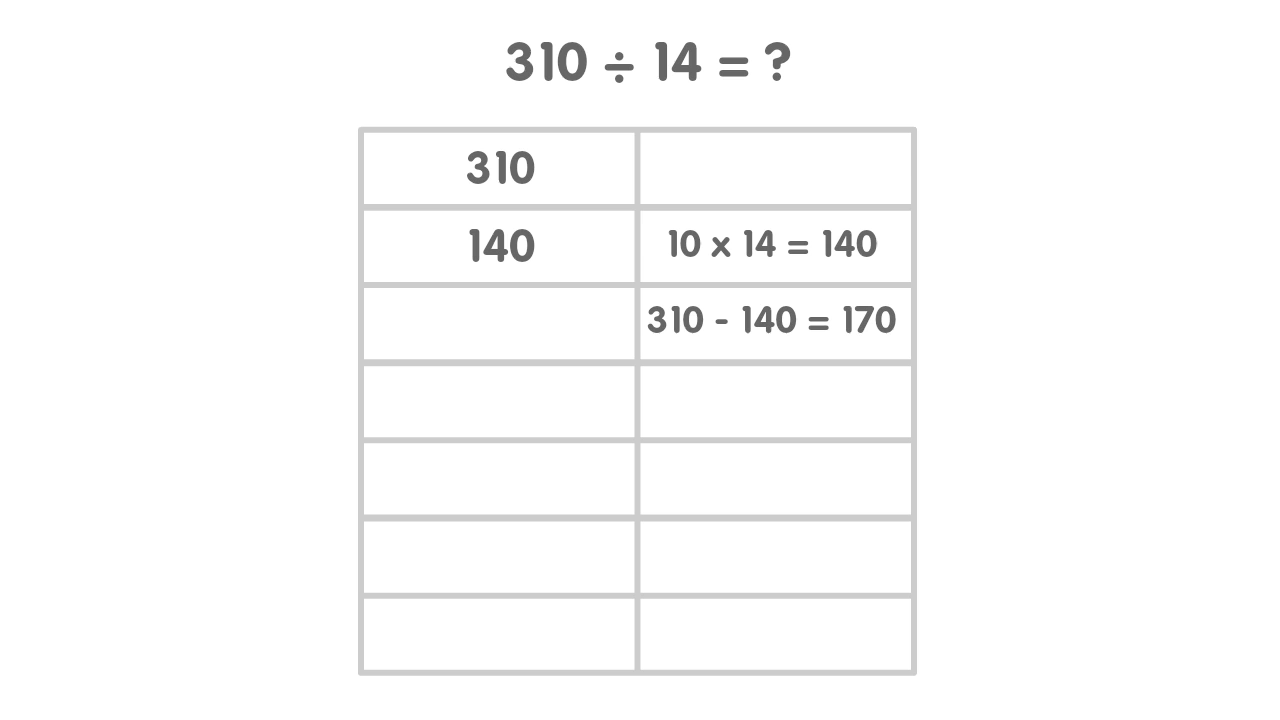 310 ÷ 14 = ?
310
140 10 x 14 = 140
310 - 140 = 170